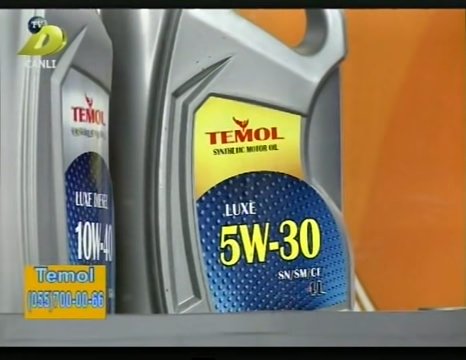 TV
CANLI
TEMOL
LUXE DIESEL
10W-40
TEMOL
SYNTHETIC MOTOR OIL
LUXE
5W-30
SN/SM/CF
Temol
(055)700-00-66